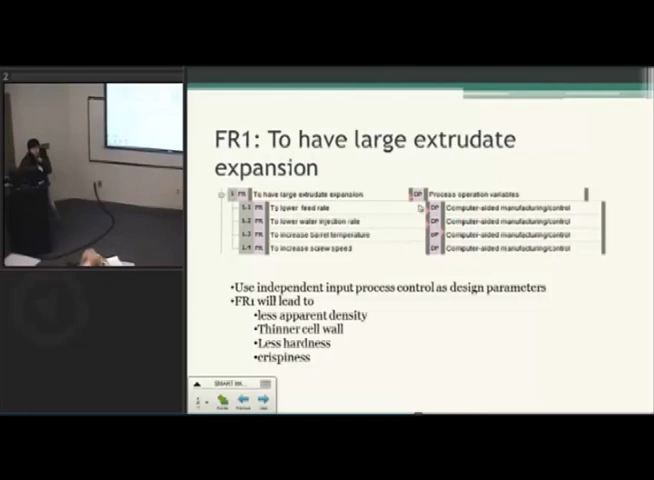 2
FR1: To have large extrudate
expansion
1 FR To have large extrudate expansion DP Process operation variables
1.1 FR To lower feed rate DP Computer-aided manufacturing/control
1.2 FR To lower water injection rate DP Computer-aided manufacturing/control
1.3 FR To increase barrel temperature DP Computer-aided manufacturing/control
1.4 FR To increase screw speed DP Computer-aided manufacturing/control
•Use independent input process control as design parameters
•FR1 will lead to
•less apparent density
•Thinner cell wall
•Less hardness
•crispiness
SMART